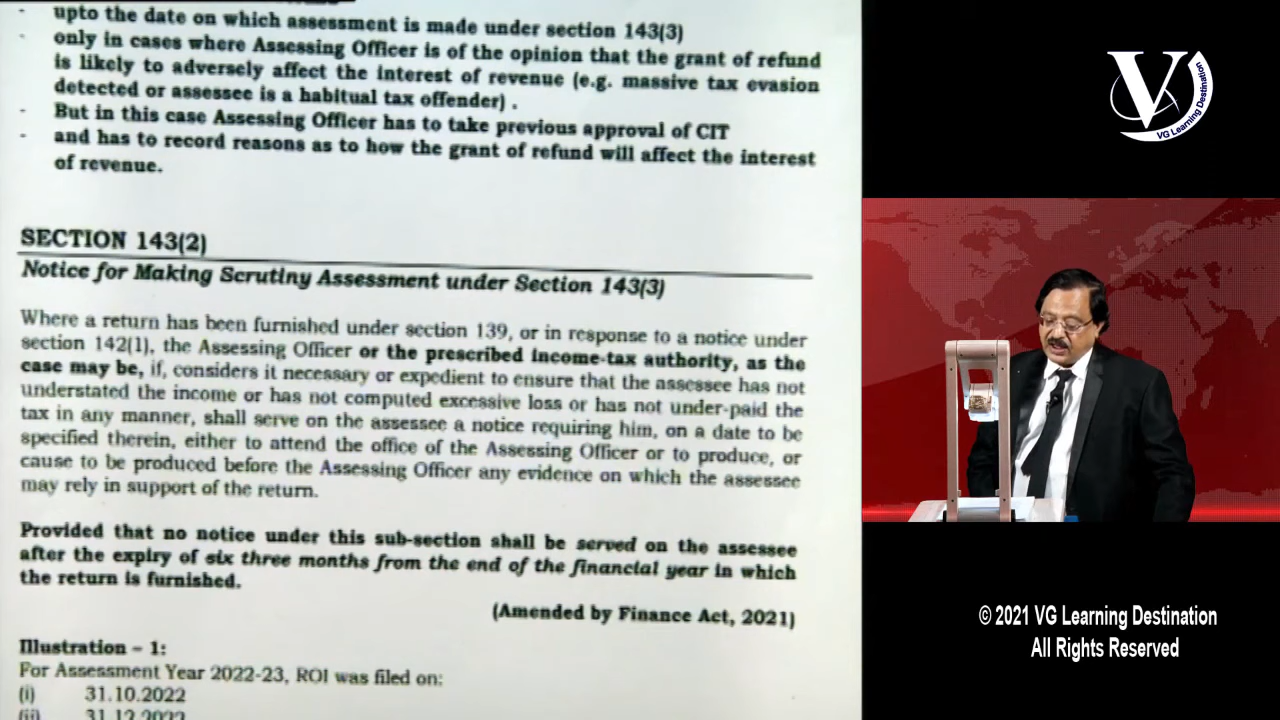 - upto the date on which assessment is made under section 143(3)
- only in cases where Assessing Officer is of the opinion that the grant of refund
is likely to adversely affect the interest of revenue (e.g. massive tax evasion
detected or assessee is a habitual tax offender) .
- But in this case Assessing Officer has to take previous approval of CIT
- and has to record reasons as to how the grant of refund will affect the interest
of revenue.
SECTION 143(2)
Notice for Making Scrutiny Assessment under Section 143(3)
Where a return has been furnished under section 139, or in response to a notice under
section 142(1), the Assessing Officer or the prescribed income-tax authority, as the
case may be, if, considers it necessary or expedient to ensure that the assessee has not
understated the income or has not computed excessive loss or has not under-paid the
tax in any manner, shall serve on the assessee a notice requiring him, on a date to be
specified therein, either to attend the office of the Assessing Officer or to produce, or
cause to be produced before the Assessing Officer any evidence on which the assessee
may rely in support of the return.
Provided that no notice under this sub-section shall be served on the assessee
after the expiry of six three months from the end of the financial year in which
the return is furnished.
(Amended by Finance Act, 2021)
Illustration – 1:
For Assessment Year 2022-23, ROI was filed on:
(i) 31.10.2022
(ii) 31.12.2022
V
VG Learning Destination
© 2021 VG Learning Destination
All Rights Reserved